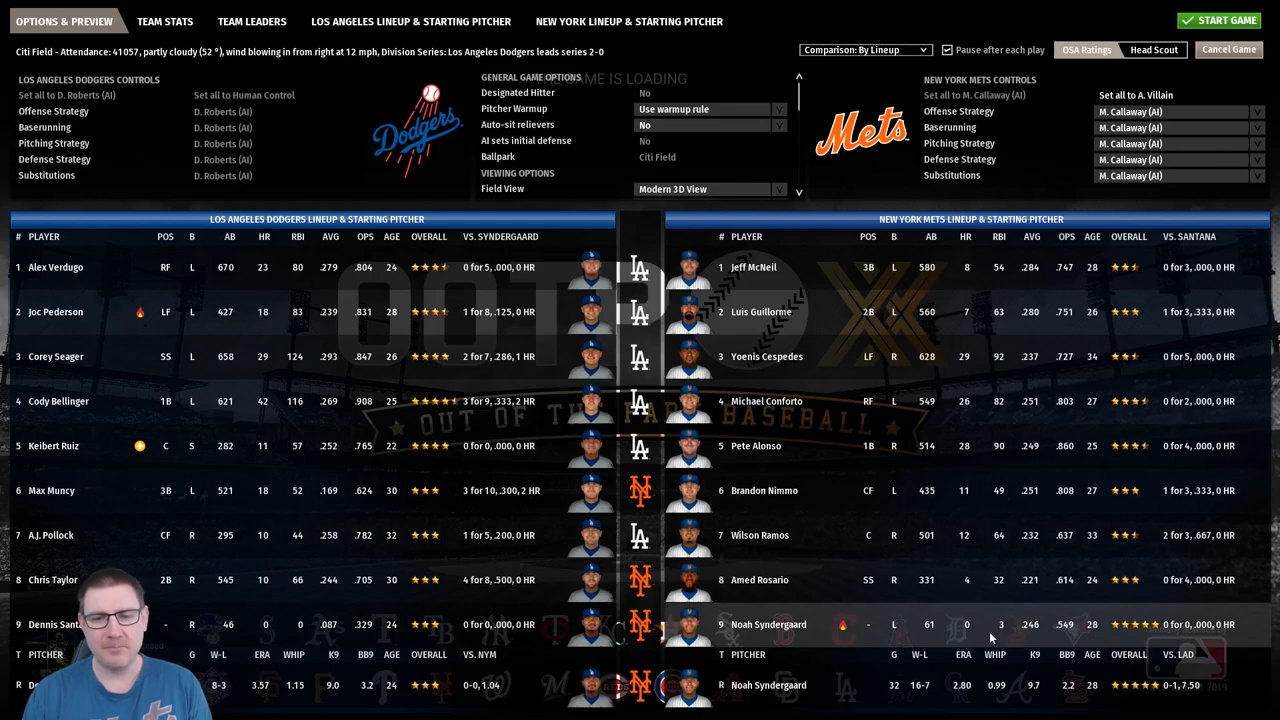 OPTIONS & PREVIEW TEAM STATS TEAM LEADERS LOS ANGELES LINEUP & STARTING PITCHER NEW YORK LINEUP & STARTING PITCHER START GAME
Citi Field - Attendance: 41057, partly cloudy (52 °), wind blowing in from right at 12 mph, Division Series: Los Angeles Dodgers leads series 2-0 Comparison: By Lineup Pause after each play OSA Ratings Head Scout Cancel Game
LOS ANGELES DODGERS CONTROLS GENERAL GAME OPTIONS GAME IS LOADING NEW YORK METS CONTROLS
Set all to D. Roberts (AI) Set all to Human Control Designated Hitter No Set all to M. Callaway (AI) Set all to A. Villain
Offense Strategy D. Roberts (AI) Pitcher Warmup Use warmup rule Offense Strategy M. Callaway (AI)
Baserunning D. Roberts (AI) Auto-sit relievers No Baserunning M. Callaway (AI)
Pitching Strategy D. Roberts (AI) AI sets initial defense No Pitching Strategy M. Callaway (AI)
Defense Strategy D. Roberts (AI) Ballpark Citi Field Defense Strategy M. Callaway (AI)
Substitutions D. Roberts (AI) VIEWING OPTIONS Substitutions M. Callaway (AI)
Field View Modern 3D View
Dodgers Mets
LOS ANGELES DODGERS LINEUP & STARTING PITCHER NEW YORK METS LINEUP & STARTING PITCHER
# PLAYER POS B AB HR RBI AVG OPS AGE OVERALL VS. SYNDERGAARD # PLAYER POS B AB HR RBI AVG OPS AGE OVERALL VS. SANTANA
1 Alex Verdugo RF L 670 23 80 .279 .804 24 0 for 5, .000, 0 HR LA 1 Jeff McNeil 3B L 580 8 54 .284 .747 28 0 for 3, .000, 0 HR
2 Joc Pederson LF L 427 18 83 .239 .831 28 1 for 8, .125, 0 HR LA 2 Luis Guillorme 2B L 560 7 63 .280 .751 26 1 for 3, .333, 0 HR
3 Corey Seager SS L 658 29 124 .293 .847 26 2 for 7, .286, 1 HR LA 3 Yoenis Cespedes LF R 628 29 92 .237 .727 34 0 for 5, .000, 0 HR
4 Cody Bellinger 1B L 621 42 116 .269 .908 25 3 for 9, .333, 2 HR LA 4 Michael Conforto RF L 549 26 82 .251 .803 27 0 for 2, .000, 0 HR
OUT OF THE PARK BASEBALL
5 Keibert Ruiz C S 282 11 57 .252 .765 22 0 for 0, .000, 0 HR LA 5 Pete Alonso 1B R 514 28 90 .249 .860 25 0 for 4, .000, 0 HR
6 Max Muncy 3B L 521 18 52 .169 .624 30 3 for 10, .300, 2 HR NY 6 Brandon Nimmo CF L 435 11 49 .251 .808 27 1 for 3, .333, 0 HR
7 A.J. Pollock CF R 295 10 44 .258 .782 32 1 for 5, .200, 0 HR LA 7 Wilson Ramos C R 501 12 64 .232 .637 33 2 for 3, .667, 0 HR
8 Chris Taylor 2B R 545 10 66 .244 .705 30 4 for 8, .500, 0 HR NY 8 Amed Rosario SS R 331 4 32 .221 .614 24 0 for 4, .000, 0 HR
9 Dennis - R 46 0 0 .087 .329 24 0 for 0, .000, 0 HR NY 9 Noah Syndergaard - L 61 0 3 .246 .549 28 0 for 0, .000, 0 HR
T PITCHER G W-L ERA WHIP K9 BB9 AGE OVERALL VS. NYM T PITCHER G W-L ERA WHIP K9 BB9 AGE OVERALL VS. LAD
R 8-3 3.57 1.15 9.0 3.2 24 0-0, 1.04 NY R Noah Syndergaard 32 16-7 2.80 0.99 9.7 2.2 28 0-1, 7.50